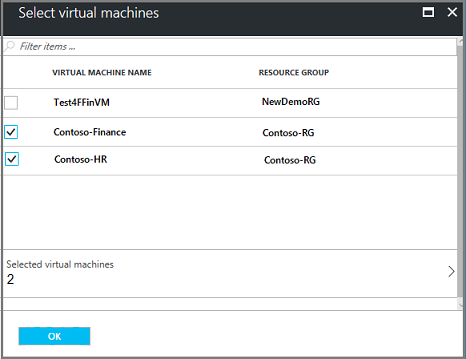 Select virtual machines
Filter items ...
VIRTUAL MACHINE NAME RESOURCE GROUP
Test4FFinVM NewDemoRG
Contoso-Finance Contoso-RG
Contoso-HR Contoso-RG
Selected virtual machines
2
OK